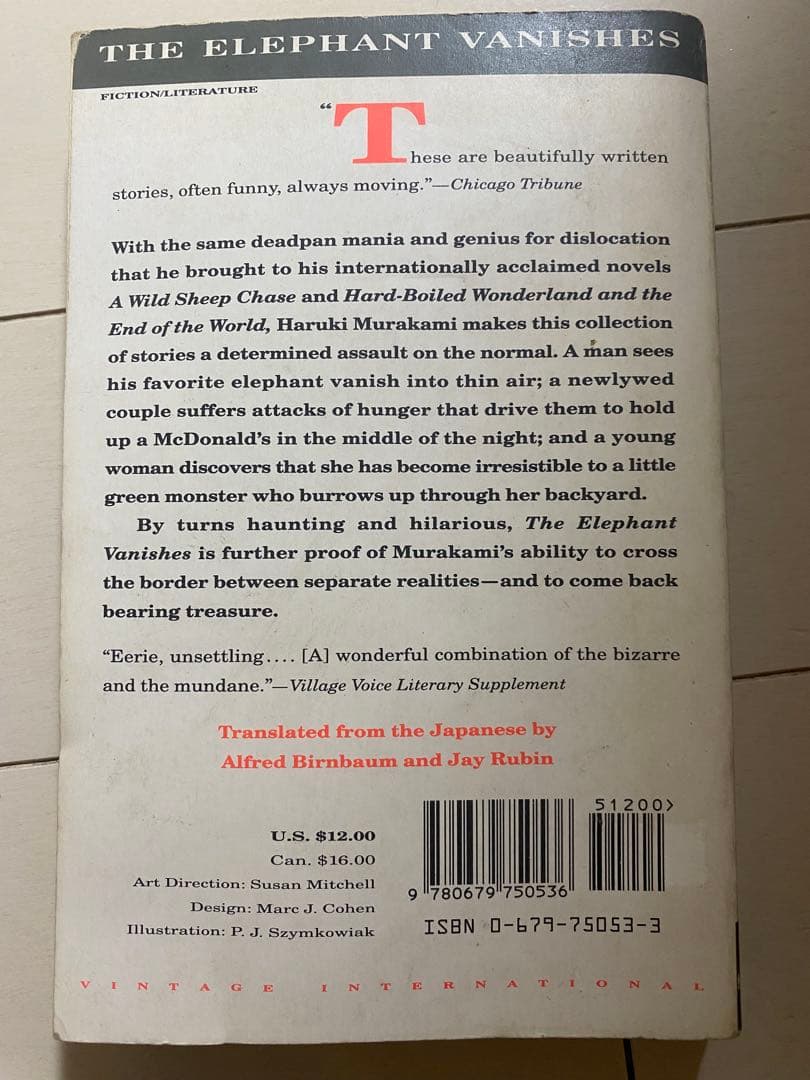 THE ELEPHANT VANISHES
FICTION/LITERATURE
“These are beautifully written
stories, often funny, always moving.”—Chicago Tribune
With the same deadpan mania and genius for dislocation
that he brought to his internationally acclaimed novels
A Wild Sheep Chase and Hard-Boiled Wonderland and the
End of the World, Haruki Murakami makes this collection
of stories a determined assault on the normal. A man sees
his favorite elephant vanish into thin air; a newlywed
couple suffers attacks of hunger that drive them to hold
up a McDonald’s in the middle of the night; and a young
woman discovers that she has become irresistible to a little
green monster who burrows up through her backyard.
By turns haunting and hilarious, The Elephant
Vanishes is further proof of Murakami’s ability to cross
the border between separate realities—and to come back
bearing treasure.
“Eerie, unsettling.... [A] wonderful combination of the bizarre
and the mundane.”—Village Voice Literary Supplement
Translated from the Japanese by
Alfred Birnbaum and Jay Rubin
51200>
U.S. $12.00
Can. $16.00
Art Direction: Susan Mitchell
Design: Marc J. Cohen
Illustration: P. J. Szymkowiak
9 780679 750536
ISBN 0-679-75053-3
VINTAGE INTERNATIONAL